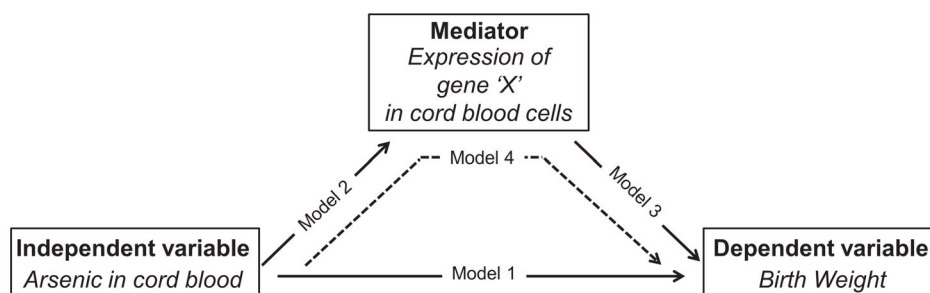 Mediator
Expression of
gene ‘X’
in cord blood cells
Model 4
Model 2
Model 3
Independent variable
Arsenic in cord blood
Model 1
Dependent variable
Birth Weight